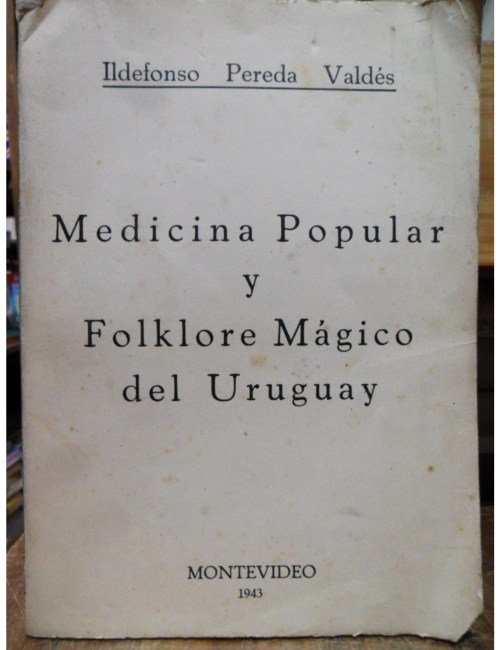 Ildefonso Pereda Valdés
Medicina Popular
y
Folklore Mágico
del Uruguay
MONTEVIDEO
1943